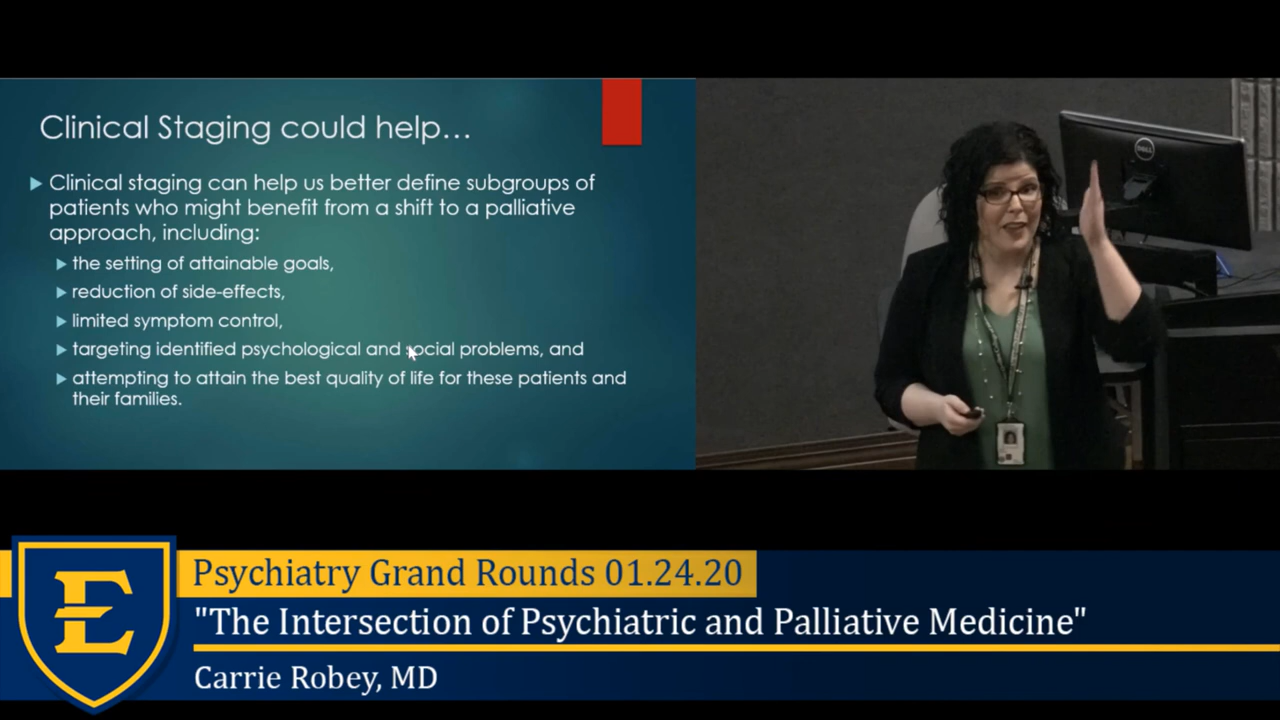 Clinical Staging could help...
Clinical staging can help us better define subgroups of
patients who might benefit from a shift to a palliative
approach, including:
the setting of attainable goals,
reduction of side-effects,
limited symptom control,
targeting identified psychological and social problems, and
attempting to attain the best quality of life for these patients and
their families.
DELL
E
Psychiatry Grand Rounds 01.24.20
"The Intersection of Psychiatric and Palliative Medicine"
Carrie Robey, MD